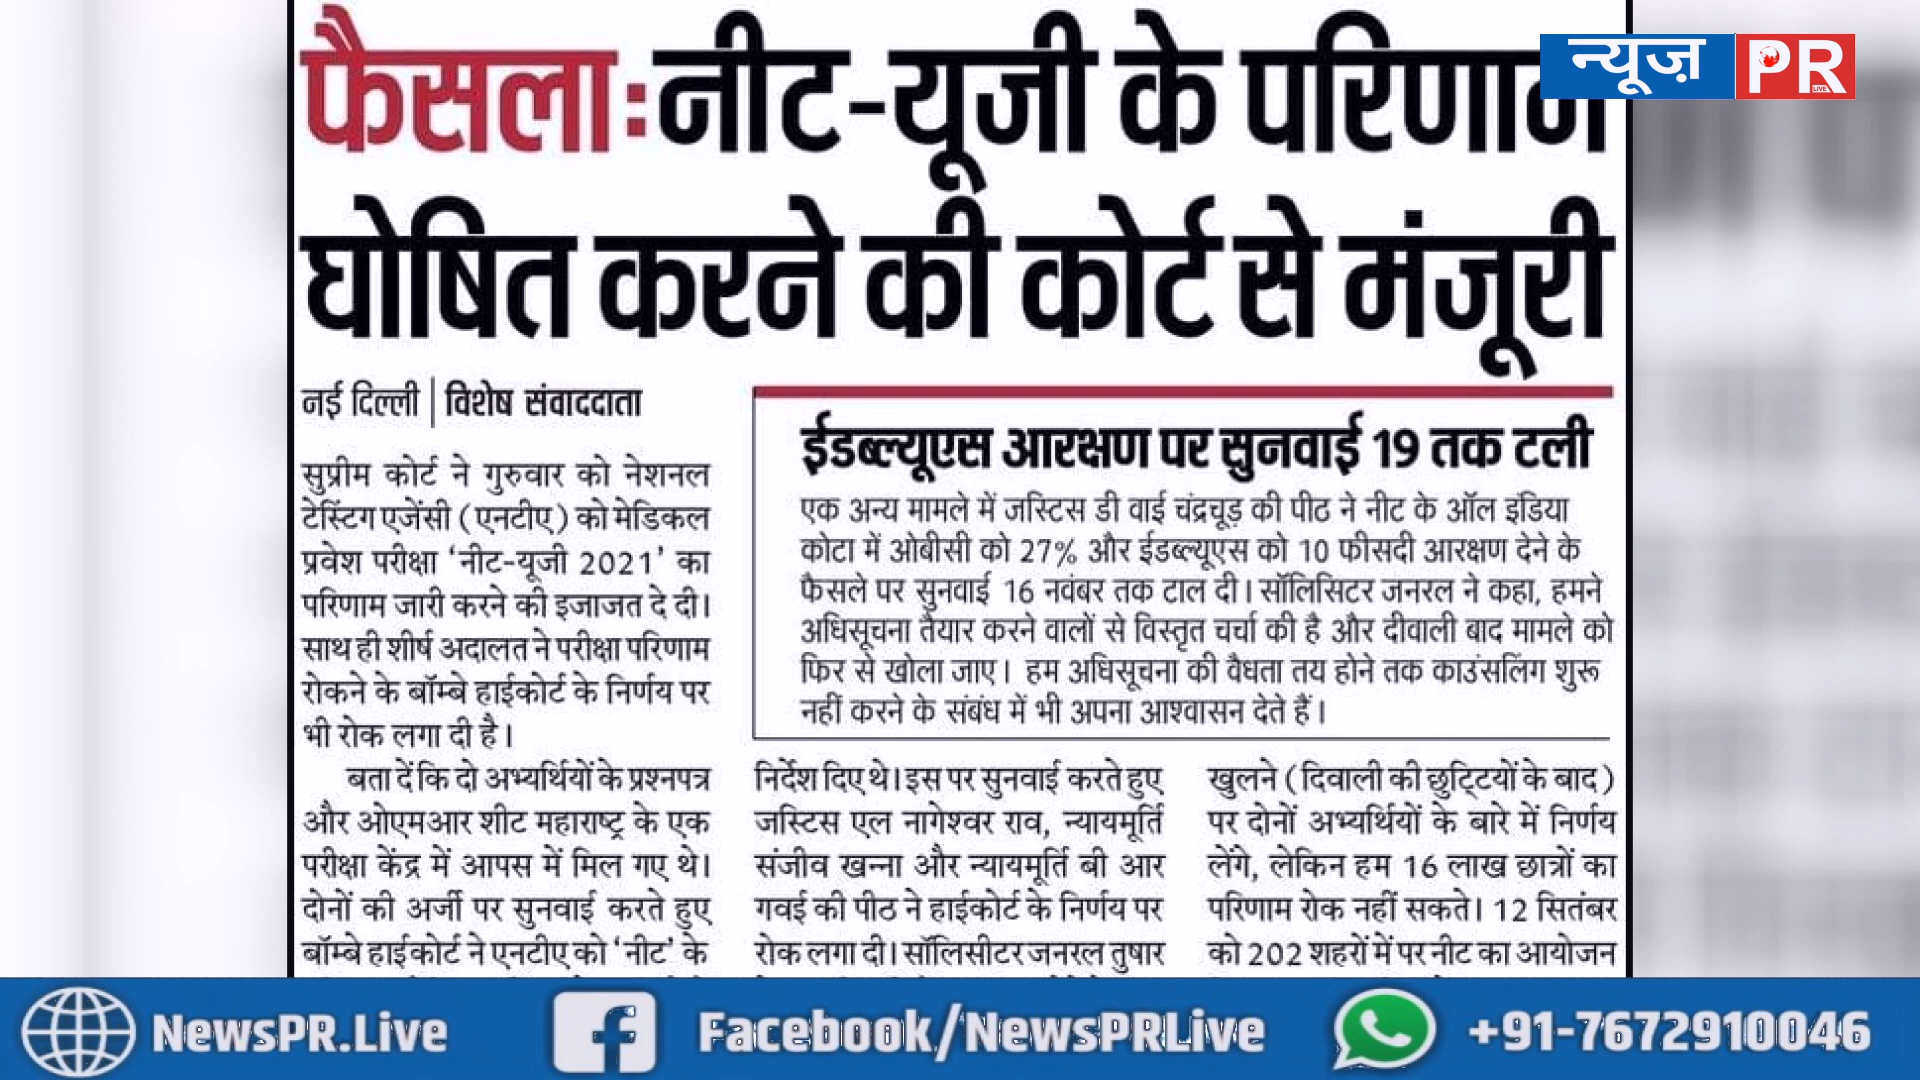 फैसला: नीट-यूजी के परिणाम
घोषित करने की कोर्ट से मंजूरी
न्यूज़ PR
LIVE
नई दिल्ली | विशेष संवाददाता
सुप्रीम कोर्ट ने गुरुवार को नेशनल
टेस्टिंग एजेंसी (एनटीए) को मेडिकल
प्रवेश परीक्षा ‘नीट-यूजी 2021’ का
परिणाम जारी करने की इजाजत दे दी।
साथ ही शीर्ष अदालत ने परीक्षा परिणाम
रोकने के बॉम्बे हाईकोर्ट के निर्णय पर
भी रोक लगा दी है।
बता दें कि दो अभ्यर्थियों के प्रश्नपत्र
और ओएमआर शीट महाराष्ट्र के एक
परीक्षा केंद्र में आपस में मिल गए थे।
दोनों की अर्जी पर सुनवाई करते हुए
बॉम्बे हाईकोर्ट ने एनटीए को ‘नीट’ के
ईडब्ल्यूएस आरक्षण पर सुनवाई 19 तक टली
एक अन्य मामले में जस्टिस डी वाई चंद्रचूड़ की पीठ ने नीट के ऑल इंडिया
कोटा में ओबीसी को 27% और ईडब्ल्यूएस को 10 फीसदी आरक्षण देने के
फैसले पर सुनवाई 16 नवंबर तक टाल दी। सॉलिसिटर जनरल ने कहा, हमने
अधिसूचना तैयार करने वालों से विस्तृत चर्चा की है और दीवाली बाद मामले को
फिर से खोला जाए। हम अधिसूचना की वैधता तय होने तक काउंसलिंग शुरू
नहीं करने के संबंध में भी अपना आश्वासन देते हैं।
निर्देश दिए थे। इस पर सुनवाई करते हुए
जस्टिस एल नागेश्वर राव, न्यायमूर्ति
संजीव खन्ना और न्यायमूर्ति बी आर
गवई की पीठ ने हाईकोर्ट के निर्णय पर
रोक लगा दी। सॉलिसीटर जनरल तुषार
खुलने (दिवाली की छुट्टियों के बाद)
पर दोनों अभ्यर्थियों के बारे में निर्णय
लेंगे, लेकिन हम 16 लाख छात्रों का
परिणाम रोक नहीं सकते। 12 सितंबर
को 202 शहरों में पर नीट का आयोजन
NewsPR.Live
Facebook/NewsPRLive
+91-7672910046